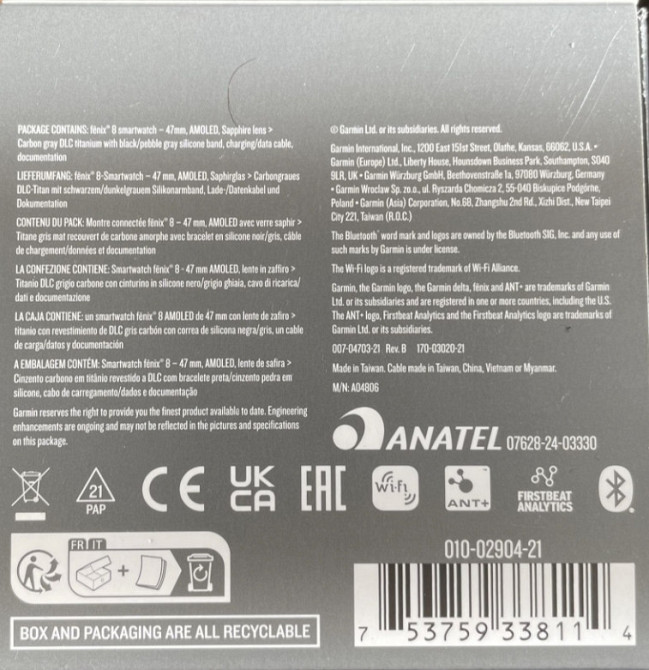 PACKAGE CONTAINS: fēnix® 8 smartwatch – 47mm, AMOLED, Sapphire lens >
Carbon gray DLC titanium with black/pebble gray silicone band, charging/data cable,
documentation
LIEFERUMFANG: fēnix® 8-Smartwatch – 47 mm, AMOLED, Saphirglas > Carbongraues
DLC-Titan mit schwarzem/dunkelgrauem Silikonarmband, Lade-/Datenkabel und
Dokumentation
CONTENU DU PACK: Montre connectée fēnix® 8 – 47 mm, AMOLED avec verre saphir >
Titane gris mat recouvert de carbone amorphe avec bracelet en silicone noir/gris, câble
de chargement/données et documentation
LA CONFEZIONE CONTIENE: Smartwatch fēnix® 8 - 47 mm AMOLED, lente in zaffiro >
Titanio DLC grigio carbone con cinturino in silicone nero/grigio ghiaia, cavo di ricarica/
dati e documentazione
LA CAJA CONTIENE: un smartwatch fēnix® 8 AMOLED de 47 mm con lente de zafiro >
titanio con revestimiento de DLC gris carbón con correa de silicona negra/gris, un cable
de carga/datos y documentación
A EMBALAGEM CONTÉM: Smartwatch fēnix® 8 – 47 mm, AMOLED, lente de safira >
Cinzento carbono em titânio revestido a DLC com bracelete preta/cinzento pedra em
silicone, cabo de carregamento/dados e documentação
Garmin reserves the right to provide you the finest product available to date. Engineering
enhancements are ongoing and may not be reflected in the pictures and specifications
on this package.
© Garmin Ltd. or its subsidiaries. All rights reserved.
Garmin International, Inc., 1200 East 151st Street, Olathe, Kansas, 66062, U.S.A. •
Garmin (Europe) Ltd., Liberty House, Hounsdown Business Park, Southampton, SO40
9LR, UK • Garmin Würzburg GmbH, Beethovenstraße 1a, 97080 Würzburg, Germany
• Garmin Wroclaw Sp. zo.o., ul. Ryszarda Chomicza 2, 55-040 Biskupice Podgórne,
Poland • Garmin (Asia) Corporation, No.68, Zhangshu 2nd Rd., Xizhi Dist., New Taipei
City 221, Taiwan (R.O.C.)
The Bluetooth® word mark and logos are owned by the Bluetooth SIG, Inc. and any use of
such marks by Garmin is under license.
The Wi-Fi logo is a registered trademark of Wi-Fi Alliance.
Garmin, the Garmin logo, the Garmin delta, fēnix and ANT+ are trademarks of Garmin
Ltd. or its subsidiaries and are registered in one or more countries, including the U.S.
The ANT+ logo, Firstbeat Analytics and the Firstbeat Analytics logo are trademarks of
Garmin Ltd. or its subsidiaries.
007-04703-21 Rev. B 170-03020-21
Made in Taiwan. Cable made in Taiwan, China, Vietnam or Myanmar.
M/N: A04806
ANATEL 07628-24-03330
21
PAP
CE
UK
CA
EAC
Wi-Fi
ANT+
FIRSTBEAT
ANALYTICS
FR IT
BOX AND PACKAGING ARE ALL RECYCLABLE
010-02904-21
7 53759 33811 4